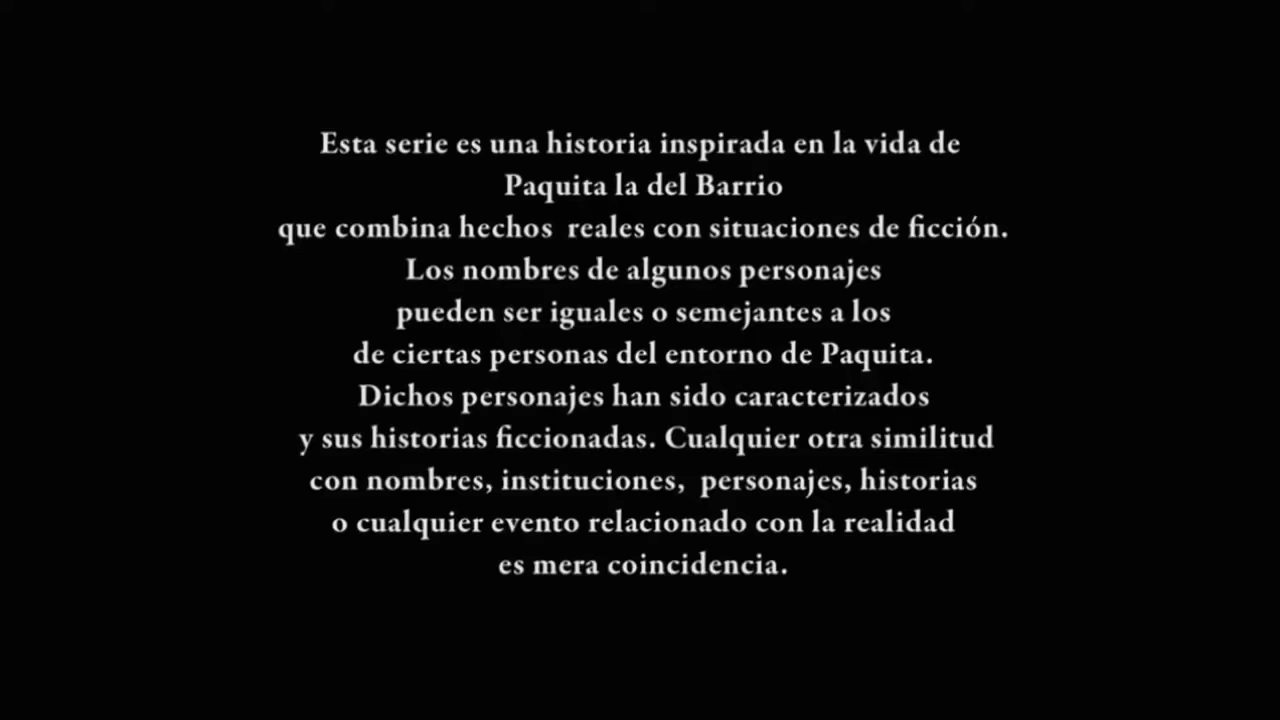 Esta serie es una historia inspirada en la vida de
Paquita la del Barrio
que combina hechos  reales con situaciones de ficción.
Los nombres de algunos personajes
pueden ser iguales o semejantes a los
de ciertas personas del entorno de Paquita.
Dichos personajes han sido caracterizados
y sus historias ficcionadas. Cualquier otra similitud
con nombres, instituciones,  personajes, historias
o cualquier evento relacionado con la realidad
es mera coincidencia.